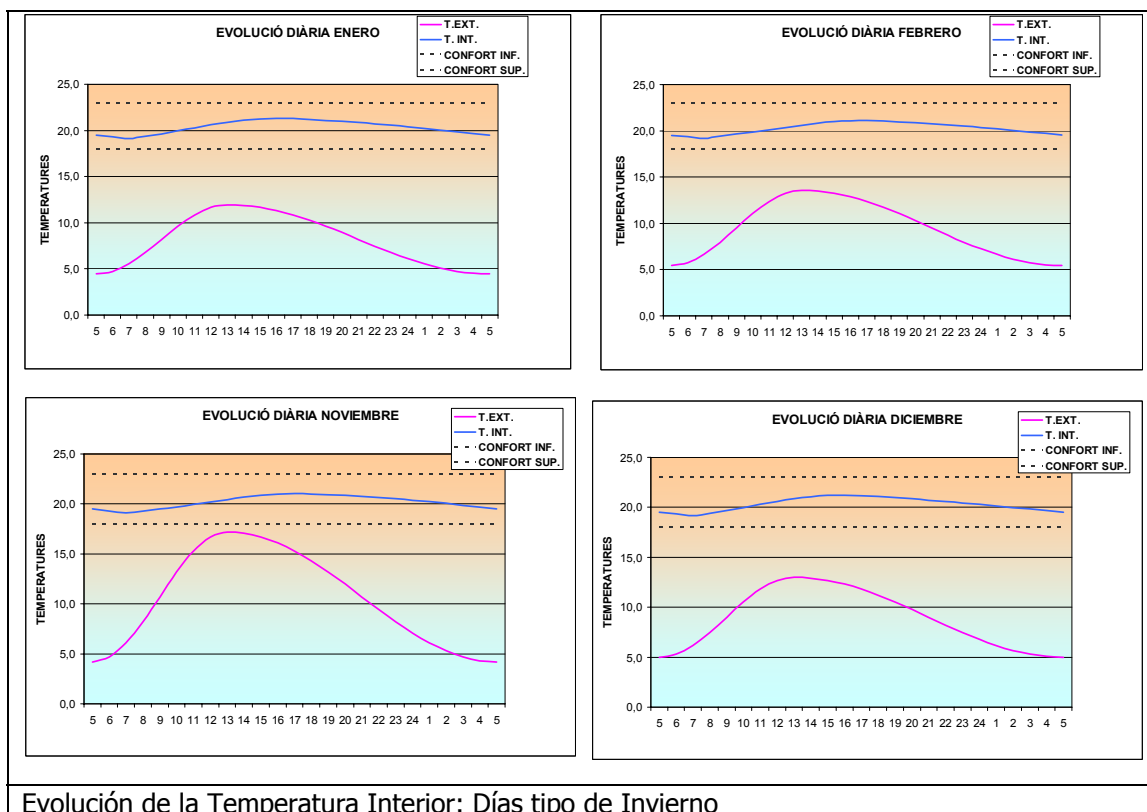 EVOLUCIÓ DIÀRIA ENERO
T.EXT.
T. INT.
CONFORT INF.
CONFORT SUP.
TEMPERATURES
25,0
20,0
15,0
10,0
5,0
0,0
5 6 7 8 9 10 11 12 13 14 15 16 17 18 19 20 21 22 23 24 1 2 3 4 5
EVOLUCIÓ DIÀRIA FEBRERO
T.EXT.
T. INT.
CONFORT INF.
CONFORT SUP.
TEMPERATURES
25,0
20,0
15,0
10,0
5,0
0,0
5 6 7 8 9 10 11 12 13 14 15 16 17 18 19 20 21 22 23 24 1 2 3 4 5
EVOLUCIÓ DIÀRIA NOVIEMBRE
T.EXT.
T. INT.
CONFORT INF.
CONFORT SUP.
TEMPERATURES
25,0
20,0
15,0
10,0
5,0
0,0
5 6 7 8 9 10 11 12 13 14 15 16 17 18 19 20 21 22 23 24 1 2 3 4 5
EVOLUCIÓ DIÀRIA DICIEMBRE
T.EXT.
T. INT.
CONFORT INF.
CONFORT SUP.
TEMPERATURES
25,0
20,0
15,0
10,0
5,0
0,0
5 6 7 8 9 10 11 12 13 14 15 16 17 18 19 20 21 22 23 24 1 2 3 4 5
Evolución de la Temperatura Interior: Días tipo de Invierno